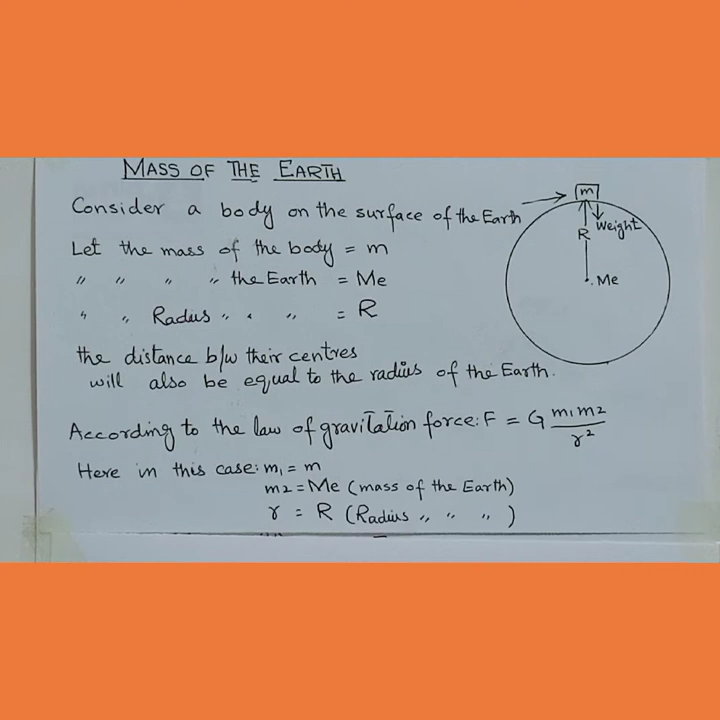 MASS OF THE EARTH
Consider a body on the surface of the Earth
Let the mass of the body = m
" " " " the Earth = Me
" " Radus " " " = R
the distance b/w their centres
will also be equal to the radius of the Earth.
According to the law of gravitation force: F = G m1 m2 / r²
Here in this case: m1 = m
m2 = Me (mass of the Earth)
r = R (Radius " " ")
m
Weight
R
Me